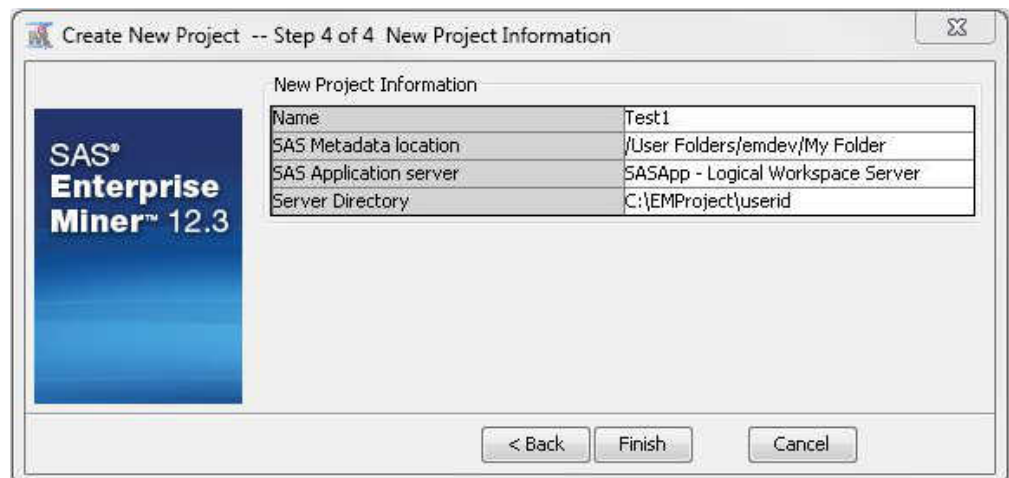 Create New Project -- Step 4 of 4 New Project Information
New Project Information
Name Test1
SAS Metadata location /User Folders/emdev/My Folder
SAS Application server SASApp - Logical Workspace Server
Server Directory C:\EMProject\userid
SAS®
Enterprise
Miner™ 12.3
< Back Finish Cancel